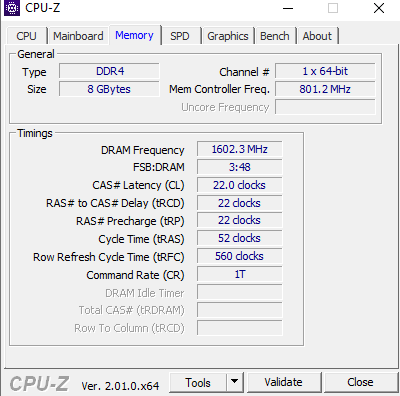 CPU-Z
CPU Mainboard Memory SPD Graphics Bench About
General
Type DDR4 Channel # 1 x 64-bit
Size 8 GBytes Mem Controller Freq. 801.2 MHz
Uncore Frequency
Timings
DRAM Frequency 1602.3 MHz
FSB:DRAM 3:48
CAS# Latency (CL) 22.0 clocks
RAS# to CAS# Delay (tRCD) 22 clocks
RAS# Precharge (tRP) 22 clocks
Cycle Time (tRAS) 52 clocks
Row Refresh Cycle Time (tRFC) 560 clocks
Command Rate (CR) 1T
DRAM Idle Timer
Total CAS# (tRDRAM)
Row To Column (tRCD)
CPU-Z Ver. 2.01.0.x64 Tools Validate Close